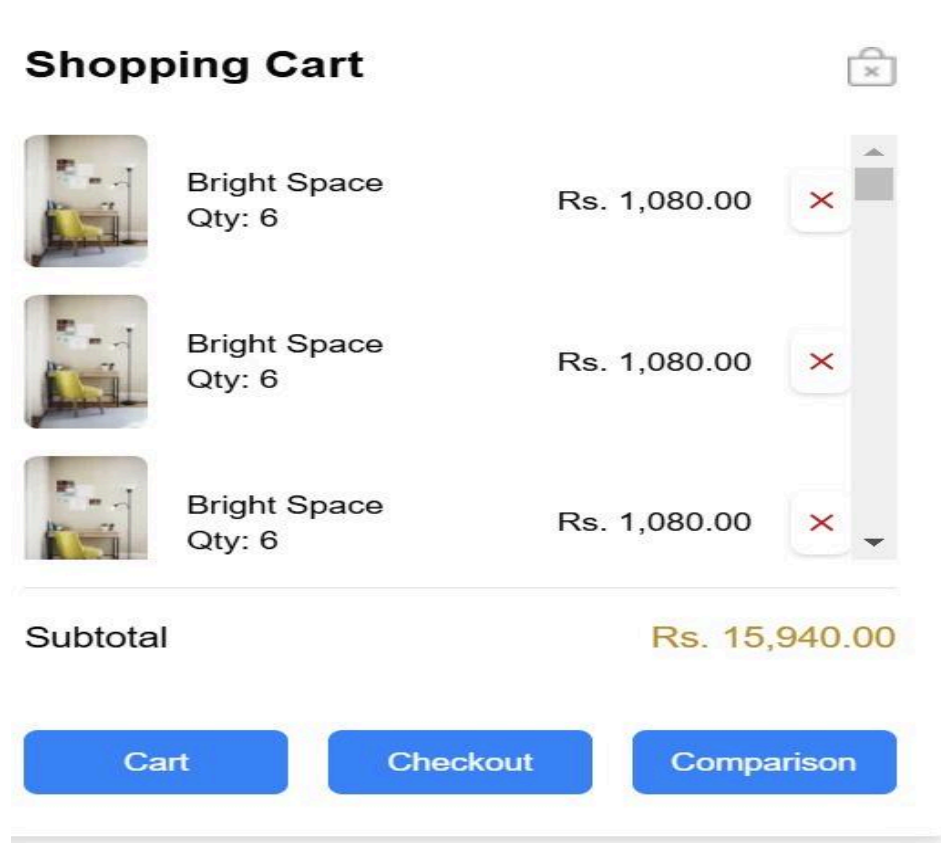 Shopping Cart
Bright Space
Qty: 6
Rs. 1,080.00
Bright Space
Qty: 6
Rs. 1,080.00
Bright Space
Qty: 6
Rs. 1,080.00
Subtotal
Rs. 15,940.00
Cart
Checkout
Comparison